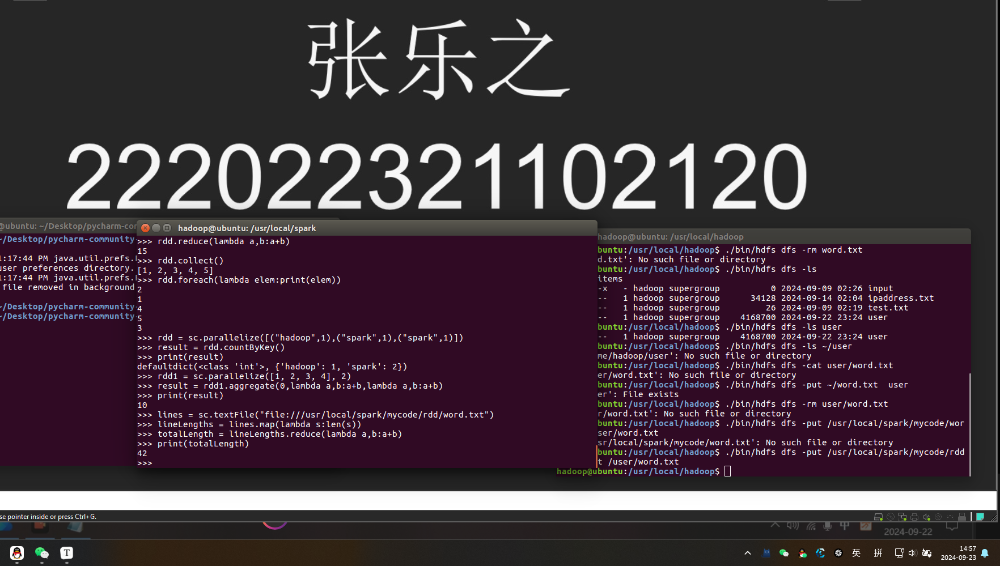 张乐之
222022321102120
@ubuntu: ~/Desktop/pycharm-com
~/Desktop/pycharm-community
1:17:44 PM java.util.prefs.
user preferences directory.
1:17:44 PM java.util.prefs.
file removed in background
~/Desktop/pycharm-community
~/Desktop/pycharm-community
hadoop@ubuntu: /usr/local/spark
>>> rdd.reduce(lambda a,b:a+b)
15
>>> rdd.collect()
[1, 2, 3, 4, 5]
>>> rdd.foreach(lambda elem:print(elem))
2
1
4
5
3
>>> rdd = sc.parallelize([("hadoop",1),("spark",1),("spark",1)])
>>> result = rdd.countByKey()
>>> print(result)
defaultdict(<class 'int'>, {'hadoop': 1, 'spark': 2})
>>> rdd1 = sc.parallelize([1, 2, 3, 4], 2)
>>> result = rdd1.aggregate(0,lambda a,b:a+b,lambda a,b:a+b)
>>> print(result)
10
>>> lines = sc.textFile("file:///usr/local/spark/mycode/rdd/word.txt")
>>> lineLengths = lines.map(lambda s:len(s))
>>> totalLength = lineLengths.reduce(lambda a,b:a+b)
>>> print(totalLength)
42
>>>
hadoop@ubuntu: /usr/local/hadoop
buntu:/usr/local/hadoop$ ./bin/hdfs dfs -rm word.txt
d.txt': No such file or directory
buntu:/usr/local/hadoop$ ./bin/hdfs dfs -ls
items
-x   - hadoop supergroup          0 2024-09-09 02:26 input
--   1 hadoop supergroup      34128 2024-09-14 02:04 ipaddress.txt
--   1 hadoop supergroup         26 2024-09-09 02:19 test.txt
--   1 hadoop supergroup    4168700 2024-09-22 23:24 user
buntu:/usr/local/hadoop$ ./bin/hdfs dfs -ls user
--   1 hadoop supergroup    4168700 2024-09-22 23:24 user
buntu:/usr/local/hadoop$ ./bin/hdfs dfs -ls ~/user
me/hadoop/user': No such file or directory
buntu:/usr/local/hadoop$ ./bin/hdfs dfs -cat user/word.txt
er/word.txt': No such file or directory
buntu:/usr/local/hadoop$ ./bin/hdfs dfs -put ~/word.txt  user
er': File exists
buntu:/usr/local/hadoop$ ./bin/hdfs dfs -rm user/word.txt
r/word.txt': No such file or directory
buntu:/usr/local/hadoop$ ./bin/hdfs dfs -put /usr/local/spark/mycode/wor
ser/word.txt
sr/local/spark/mycode/word.txt': No such file or directory
buntu:/usr/local/hadoop$ ./bin/hdfs dfs -put /usr/local/spark/mycode/rdd
t /user/word.txt
hadoop@ubuntu:/usr/local/hadoop$
se pointer inside or press Ctrl+G.
中
2024-09-22
T
英 拼
14:57
2024-09-23